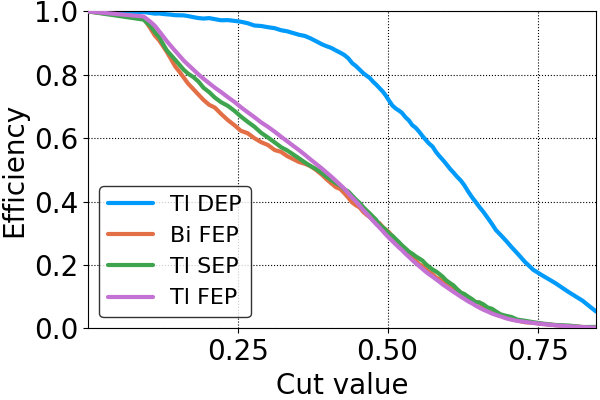 1.0
0.8
0.6
0.4
0.2
0.0
Efficiency
Tl DEP
Bi FEP
Tl SEP
Tl FEP
0.25
0.50
0.75
Cut value